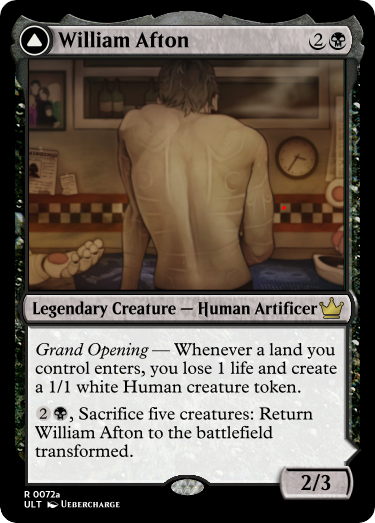 William Afton 2
Legendary Creature — Human Artificer
Grand Opening — Whenever a land you
control enters, you lose 1 life and create
a 1/1 white Human creature token.
2, Sacrifice five creatures: Return
William Afton to the battlefield
transformed.
2/3
R 0072a
ULT Uebercharge